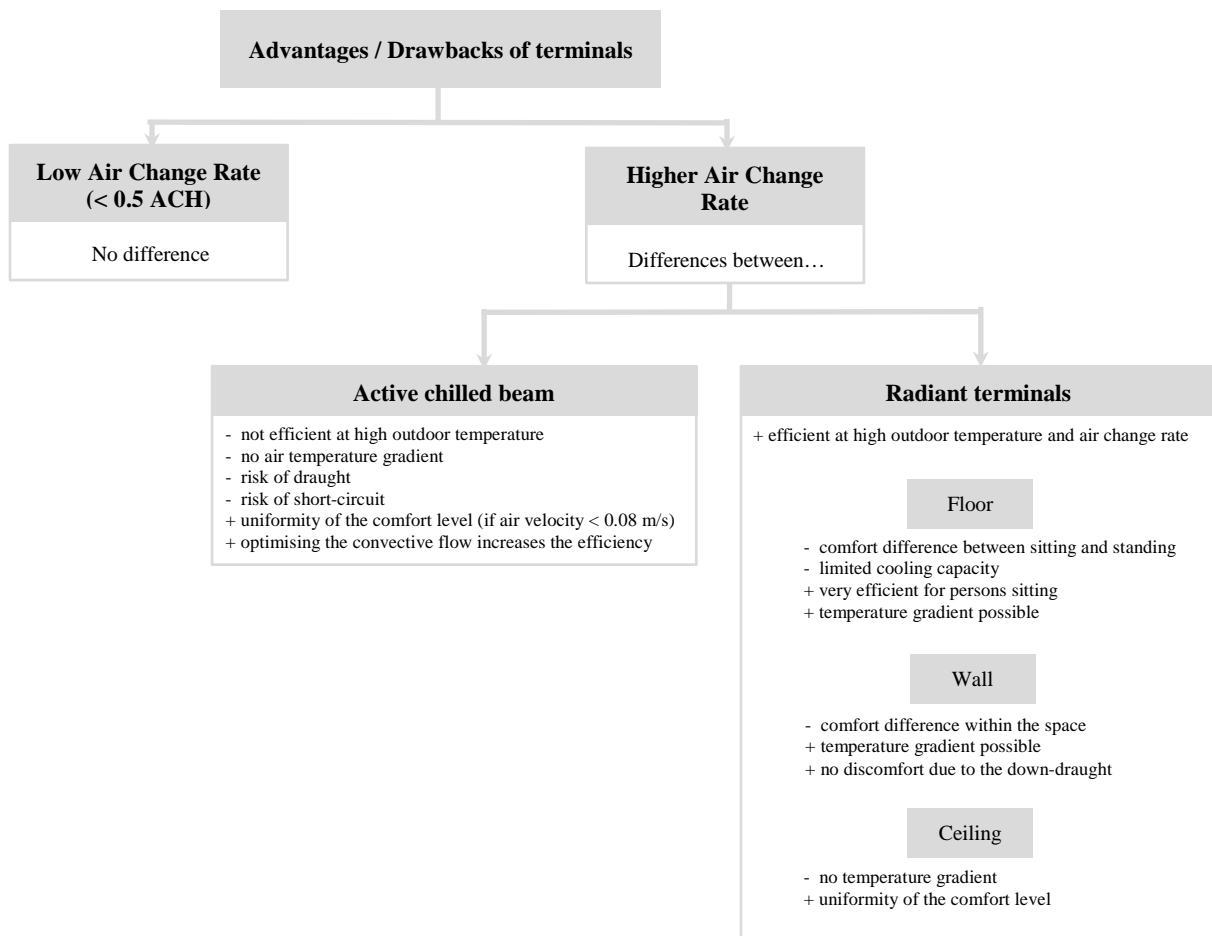 Advantages / Drawbacks of terminals
Low Air Change Rate
(< 0.5 ACH)
No difference
Higher Air Change
Rate
Differences between…
Active chilled beam
- not efficient at high outdoor temperature
- no air temperature gradient
- risk of draught
- risk of short-circuit
+ uniformity of the comfort level (if air velocity < 0.08 m/s)
+ optimising the convective flow increases the efficiency
Radiant terminals
+ efficient at high outdoor temperature and air change rate
Floor
- comfort difference between sitting and standing
- limited cooling capacity
+ very efficient for persons sitting
+ temperature gradient possible
Wall
- comfort difference within the space
+ temperature gradient possible
+ no discomfort due to the down-draught
Ceiling
- no temperature gradient
+ uniformity of the comfort level